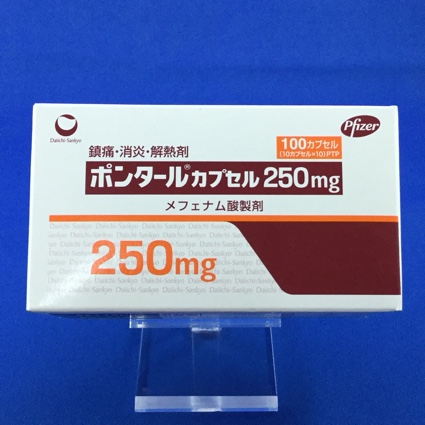 Daiichi-Sankyo
Pfizer
鎮痛・消炎・解熱剤
100カプセル
(10カプセル×10)PTP
ポンタール®カプセル250mg
メフェナム酸製剤
250mg